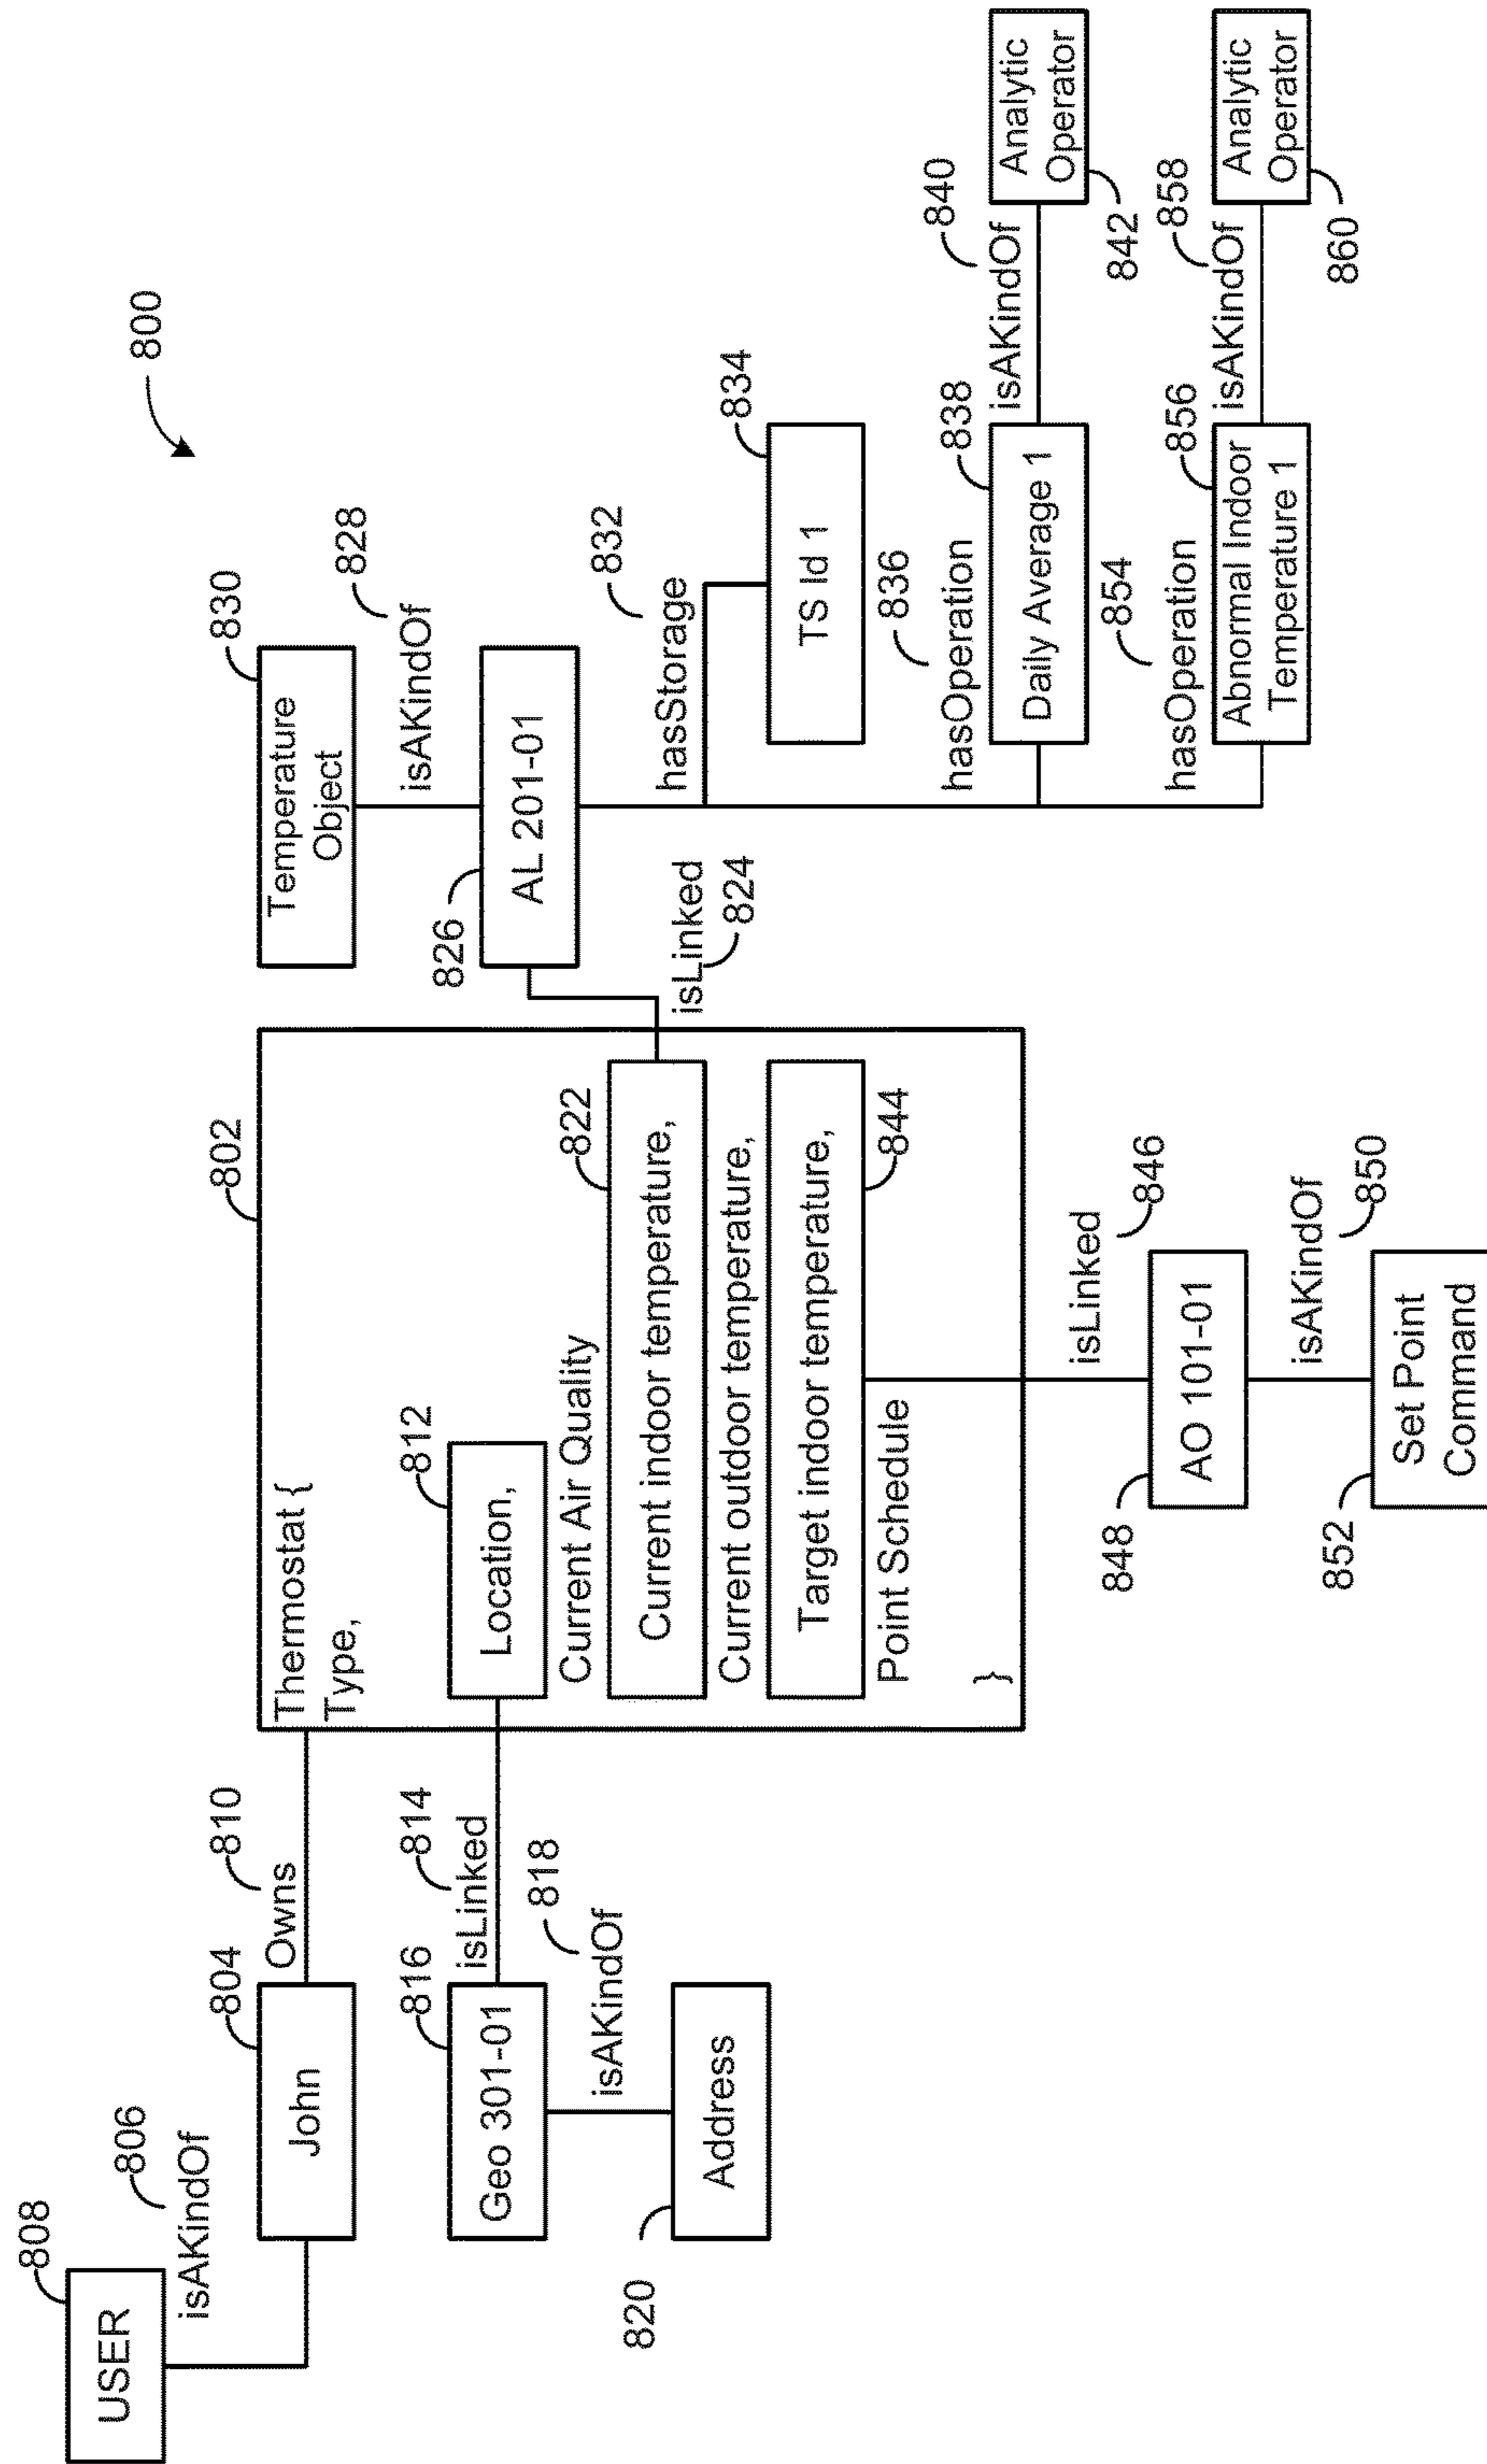 800
808
USER
806
isAKindOf
804
John
810
Owns
816
Geo 301-01
814
isLinked
818
isAKindOf
820
Address
802
Thermostat {
Type,
812
Location,
Current Air Quality
822
Current indoor temperature,
Current outdoor temperature,
Target indoor temperature,
844
Point Schedule
}
isLinked
846
848
AO 101-01
isAKindOf
850
852
Set Point
Command
830
Temperature
Object
828
isAKindOf
826
AL 201-01
isLinked
824
832
hasStorage
834
TS Id 1
836
hasOperation
838
Daily Average 1
840
isAKindOf
Analytic
Operator
842
854
hasOperation
856
Abnormal Indoor
Temperature 1
858
isAKindOf
Analytic
Operator
860